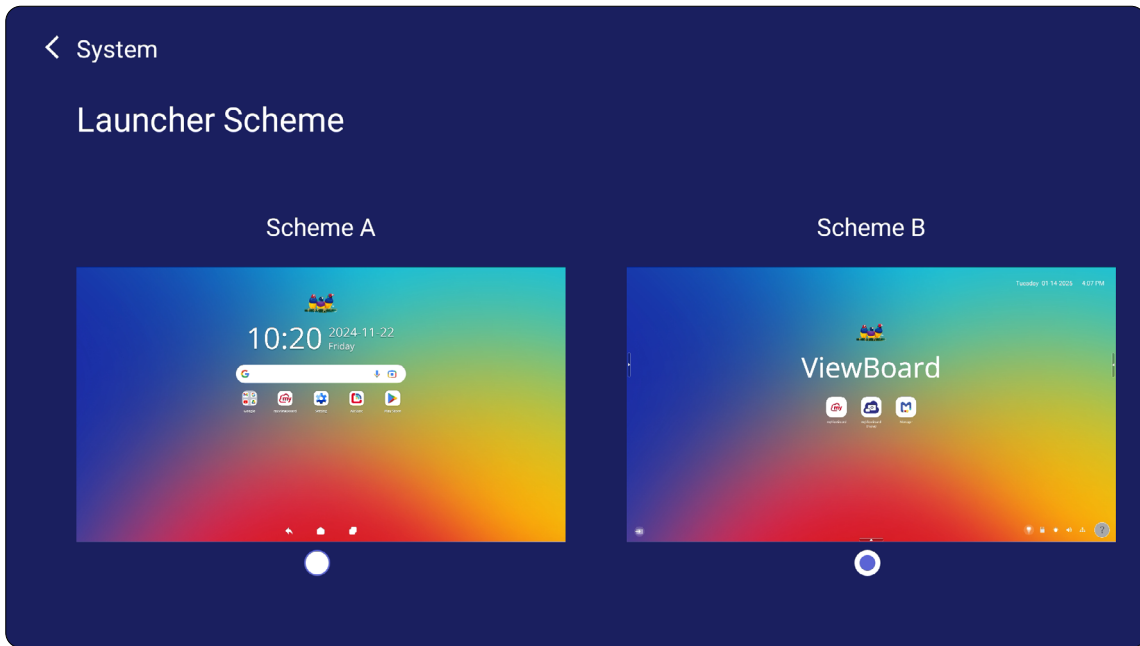 System
Launcher Scheme
Scheme A
Scheme B
10:20
2024-11-22
Friday
Tuesday 01-14-2025 4:07 PM
ViewBoard